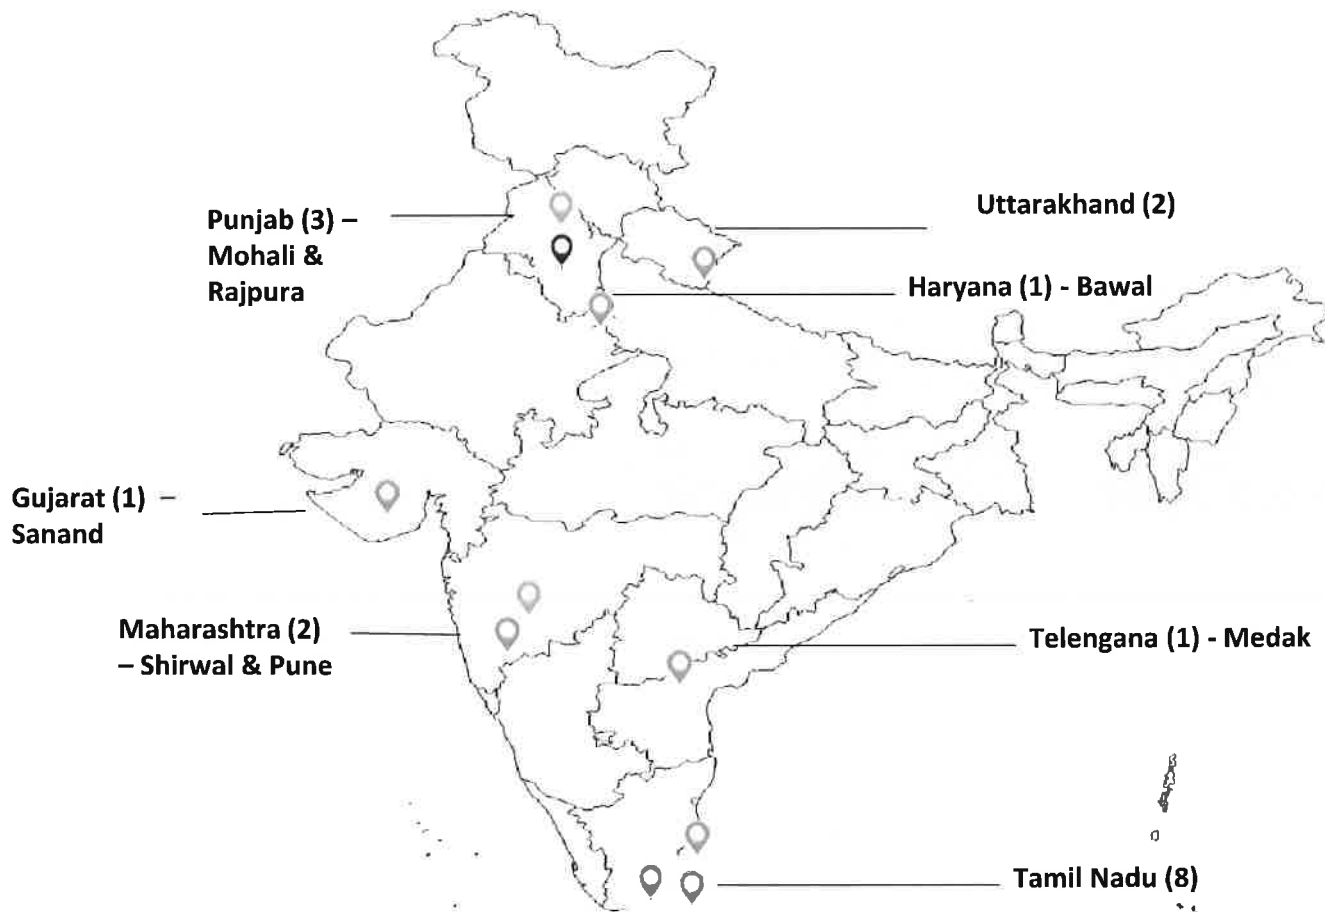 Punjab (3) –
Mohali &
Rajpura
Uttarakhand (2)
Haryana (1) - Bawal
Gujarat (1) –
Sanand
Maharashtra (2)
– Shirwal & Pune
Telengana (1) - Medak
Tamil Nadu (8)